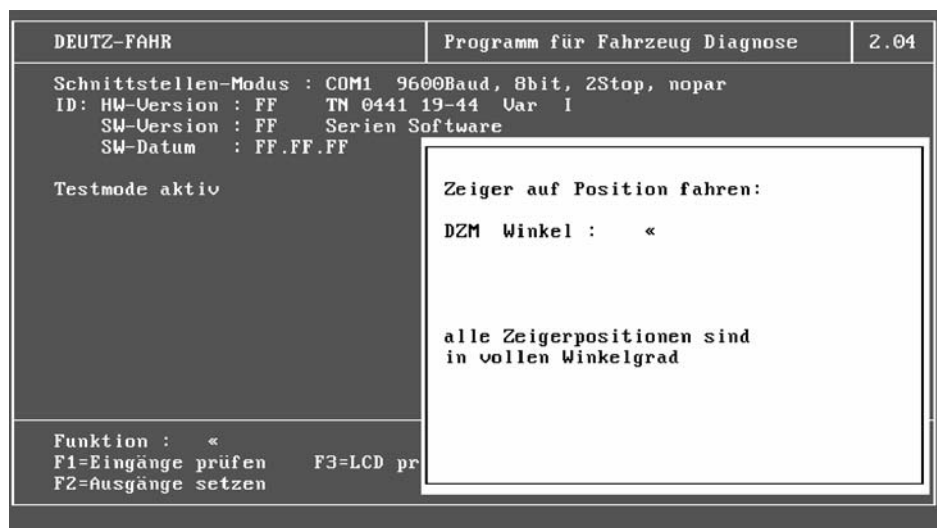 DEUTZ-FAHR
Programm für Fahrzeug Diagnose
2.04
Schnittstellen-Modus : COM1 9600Baud, 8bit, 2Stop, nopar
ID: HW-Version : FF TN 0441 19-44 Var I
SW-Version : FF Serien Software
SW-Datum : FF.FF.FF
Testmode aktiv
Zeiger auf Position fahren:
DZM Winkel : «
alle Zeigerpositionen sind
in vollen Winkelgrad
Funktion : «
F1=Eingänge prüfen F3=LCD pr
F2=Ausgänge setzen